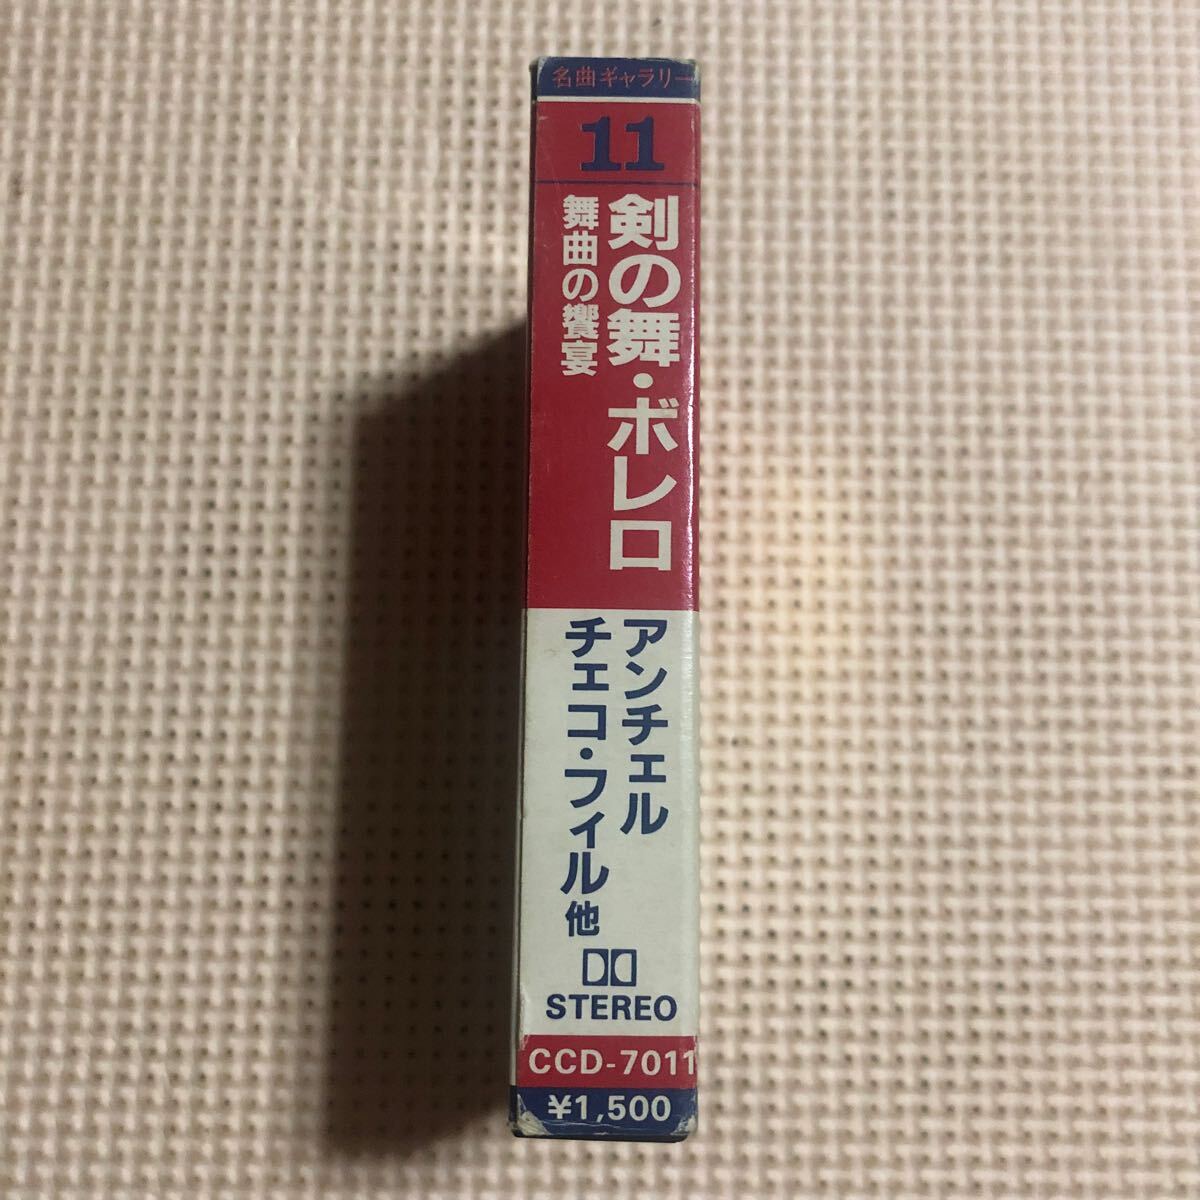 名曲ギャラリー
11
剣の舞・ボレロ
舞曲の饗宴
アンチェル
チェコ・フィル他
STEREO
CCD-7011
¥1,500